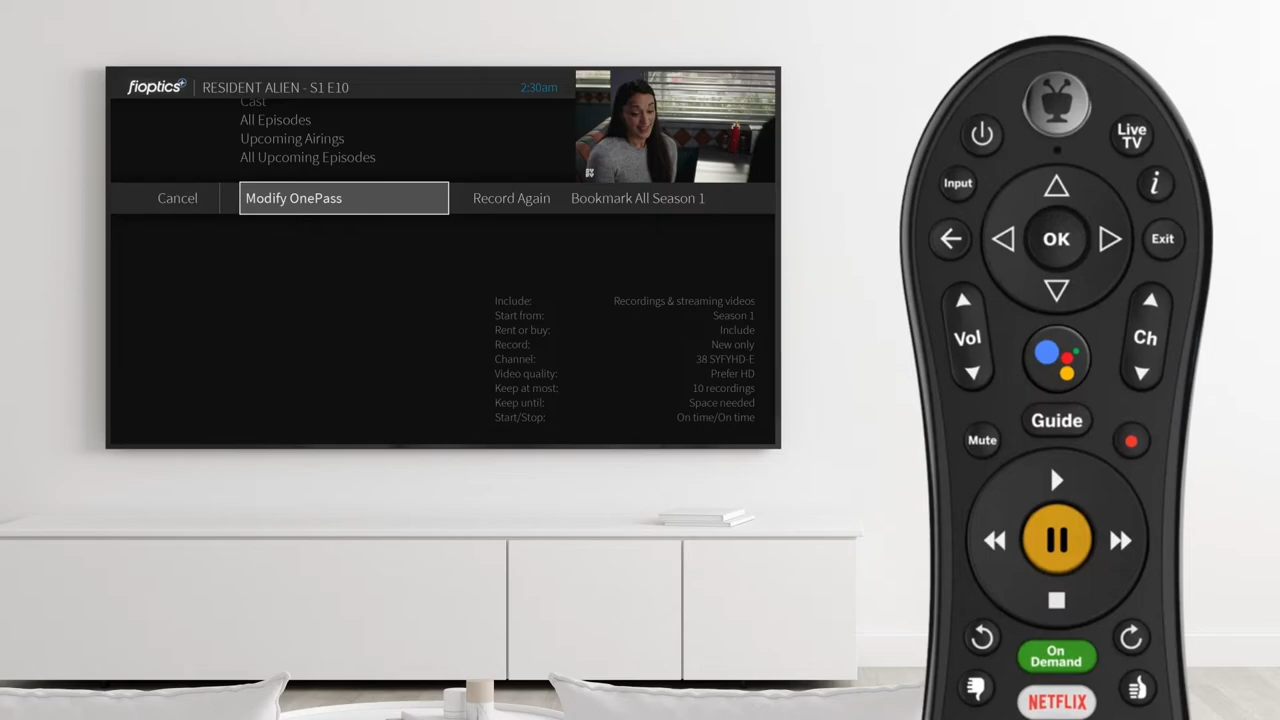 fioptics+ RESIDENT ALIEN - S1 E10 2:30am
Cast
All Episodes
Upcoming Airings
All Upcoming Episodes
Cancel Modify OnePass Record Again Bookmark All Season 1
Include: Recordings & streaming videos
Start from: Season 1
Rent or buy: Include
Record: New only
Channel: 38 SYFYHD-E
Video quality: Prefer HD
Keep at most: 10 recordings
Keep until: Space needed
Start/Stop: On time/On time
Live
TV
Input
i
OK
Exit
Vol
Ch
Guide
Mute
On
Demand
NETFLIX